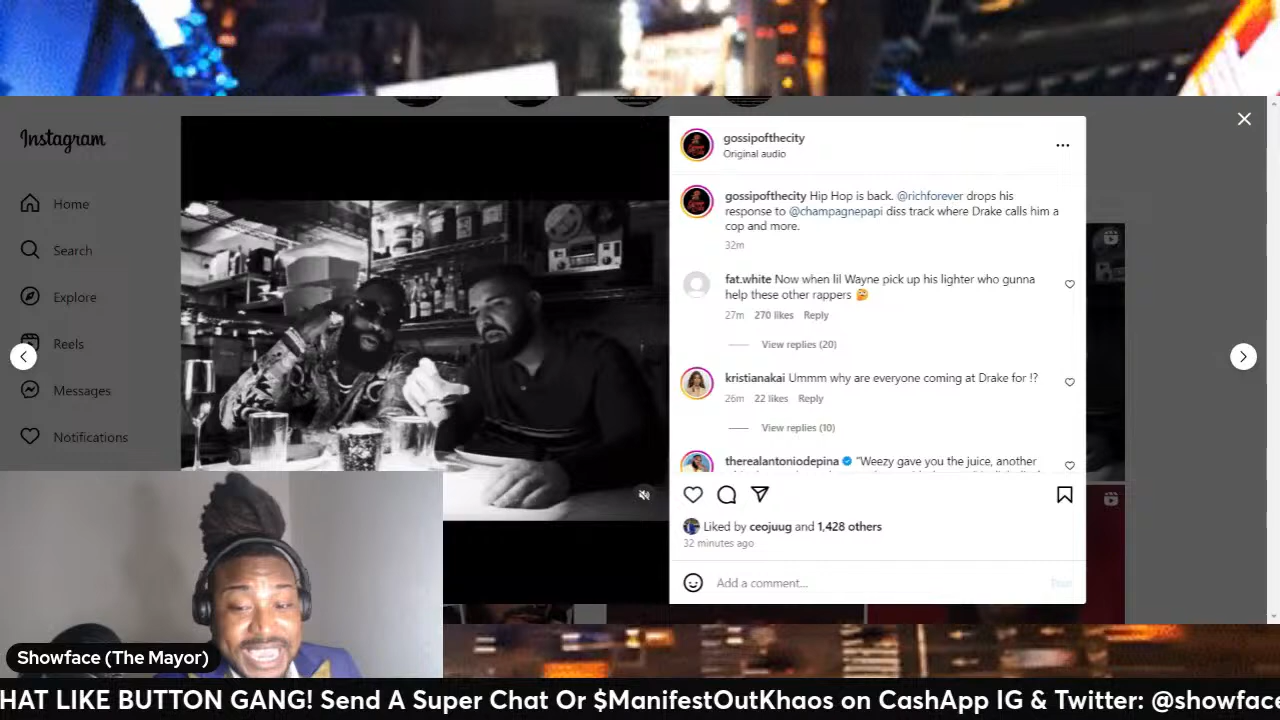 Instagram
Home
Search
Explore
Reels
Messages
Notifications
gossipofthecity
Original audio
gossipofthecity Hip Hop is back. @richforever drops his
response to @champagnepapi diss track where Drake calls him a
cop and more.
32m
fat.white Now when lil Wayne pick up his lighter who gunna
help these other rappers 🤔
27m 270 likes Reply
View replies (20)
kristianakai Ummm why are everyone coming at Drake for !?
26m 22 likes Reply
View replies (10)
therealantoniodepina "Weezy gave you the juice, another
Liked by ceojuug and 1,428 others
32 minutes ago
Add a comment...
Post
Showface (The Mayor)
HAT LIKE BUTTON GANG! Send A Super Chat Or $ManifestOutKhaos on CashApp IG & Twitter: @showface